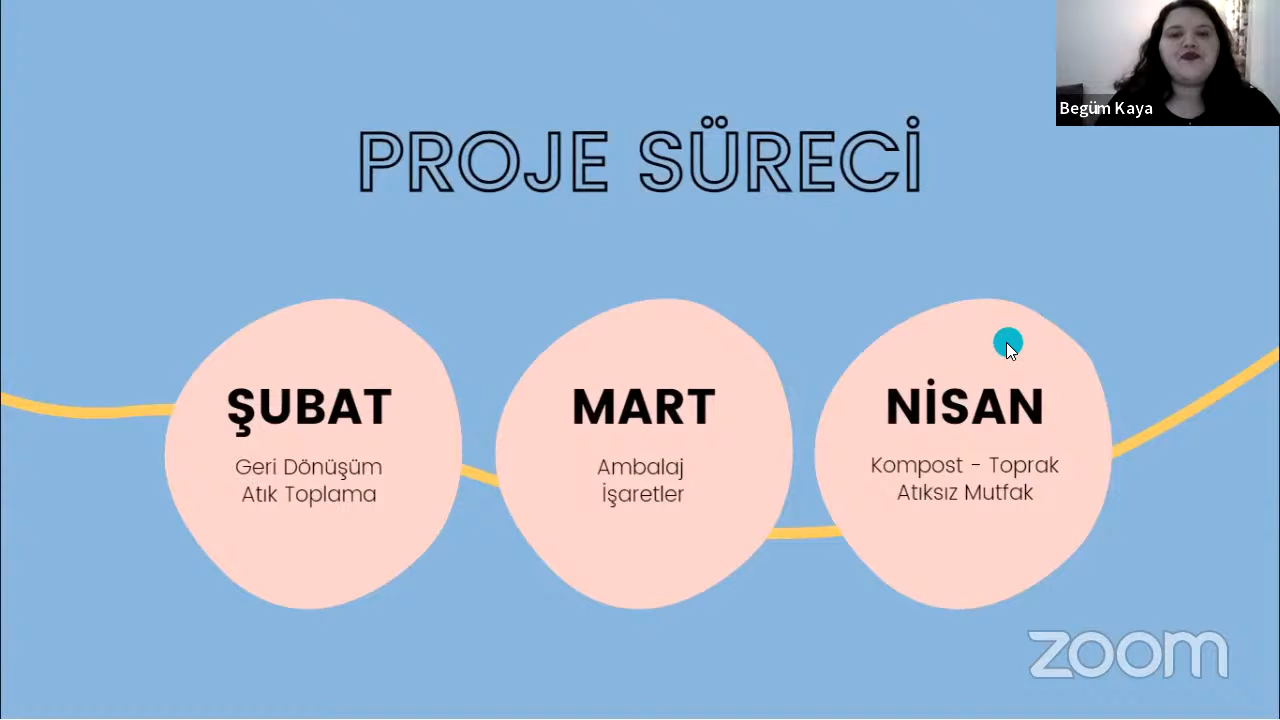 Begüm Kaya
PROJE SÜRECİ
ŞUBAT
Geri Dönüşüm
Atık Toplama
MART
Ambalaj
İşaretler
NİSAN
Kompost - Toprak
Atıksız Mutfak
zoom